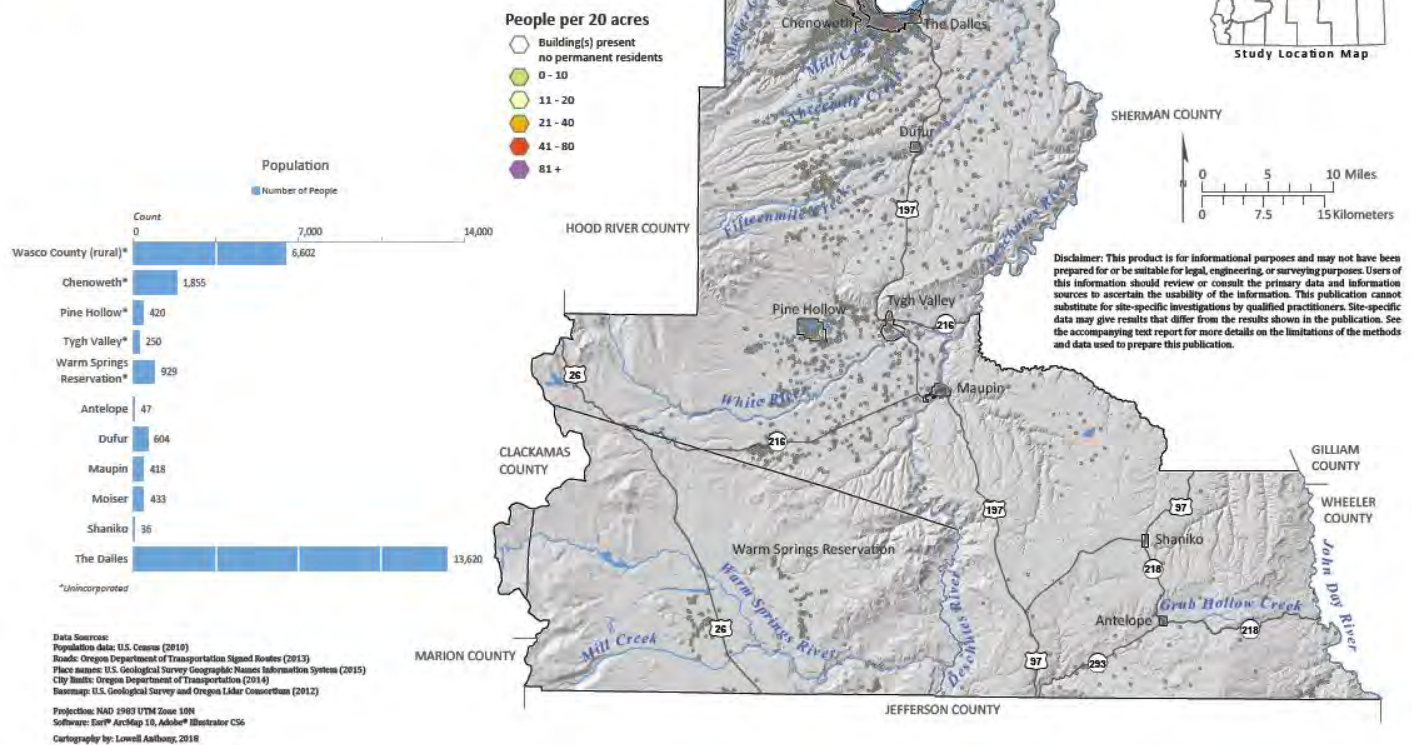 People per 20 acres
Building(s) present
no permanent residents
0 - 10
11 - 20
21 - 40
41 - 80
81 +
Population
Number of People
Count
0
7,000
14,000
Wasco County (rural)*
6,602
Chenoweth*
1,855
Pine Hollow*
420
Tygh Valley*
250
Warm Springs
Reservation*
929
Antelope
47
Dufur
604
Maupin
418
Moiser
433
Shaniko
36
The Dalles
13,620
*Unincorporated
Data Sources:
Population data: U.S. Census (2010)
Roads: Oregon Department of Transportation Signed Routes (2013)
Place names: U.S. Geological Survey Geographic Names Information System (2015)
City limits: Oregon Department of Transportation (2014)
Basemap: U.S. Geological Survey and Oregon Lidar Consortium (2012)
Projection: NAD 1983 UTM Zone 10N
Software: Esri® ArcMap 10, Adobe® Illustrator CS6
Cartography by: Lowell Anthony, 2018
Chenoweth
The Dalles
Mill Creek
Threemile Creek
Dufur
Fifteenmile Creek
197
Deschutes River
HOOD RIVER COUNTY
SHERMAN COUNTY
Study Location Map
N
0 5 10 Miles
0 7.5 15 Kilometers
Disclaimer: This product is for informational purposes and may not have been
prepared for or be suitable for legal, engineering, or surveying purposes. Users of
this information should review or consult the primary data and information
sources to ascertain the usability of the information. This publication cannot
substitute for site-specific investigations by qualified practitioners. Site-specific
data may give results that differ from the results shown in the publication. See
the accompanying text report for more details on the limitations of the methods
and data used to prepare this publication.
Pine Hollow
Tygh Valley
216
26
White River
Maupin
216
CLACKAMAS
COUNTY
GILLIAM
COUNTY
WHEELER
COUNTY
197
97
Shaniko
218
Warm Springs Reservation
Warm Springs River
Deschutes River
John Day River
Grub Hollow Creek
Antelope
218
26
Mill Creek
MARION COUNTY
97
293
JEFFERSON COUNTY